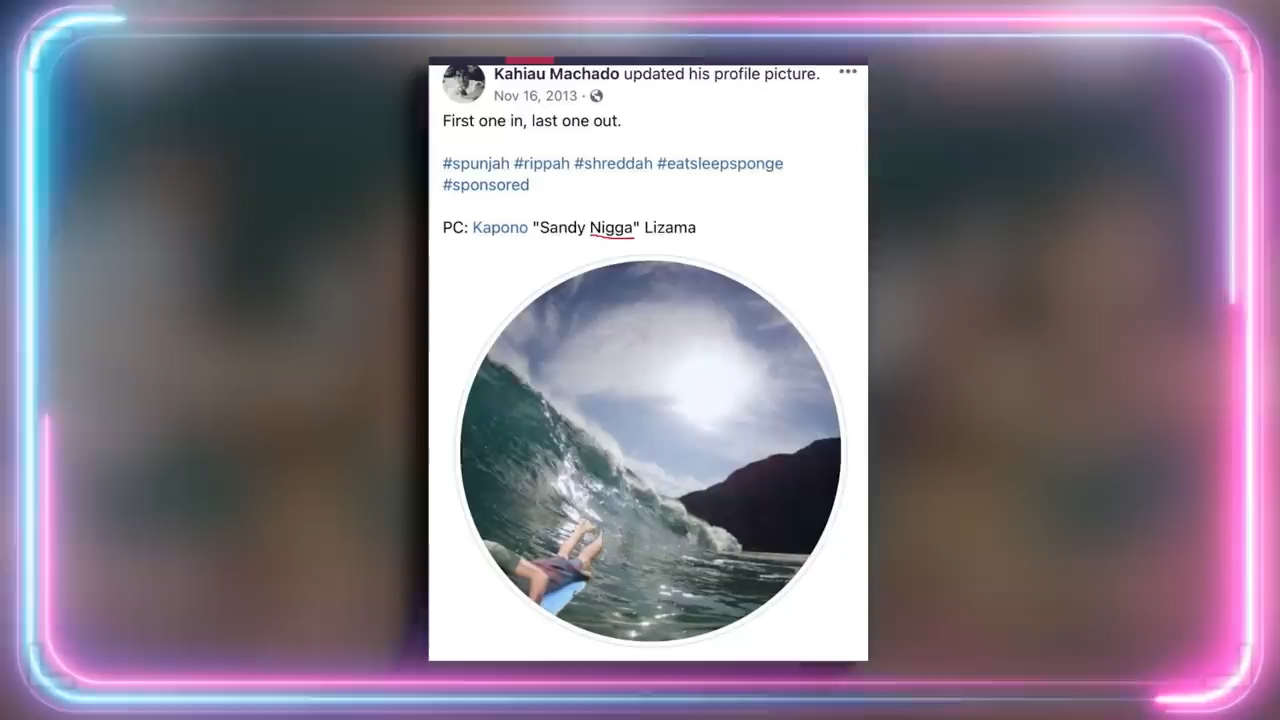 Kahiau Machado updated his profile picture.
Nov 16, 2013 ·
First one in, last one out.
#spunjah #rippah #shreddah #eatsleepsponge
#sponsored
PC: Kapono "Sandy Nigga" Lizama